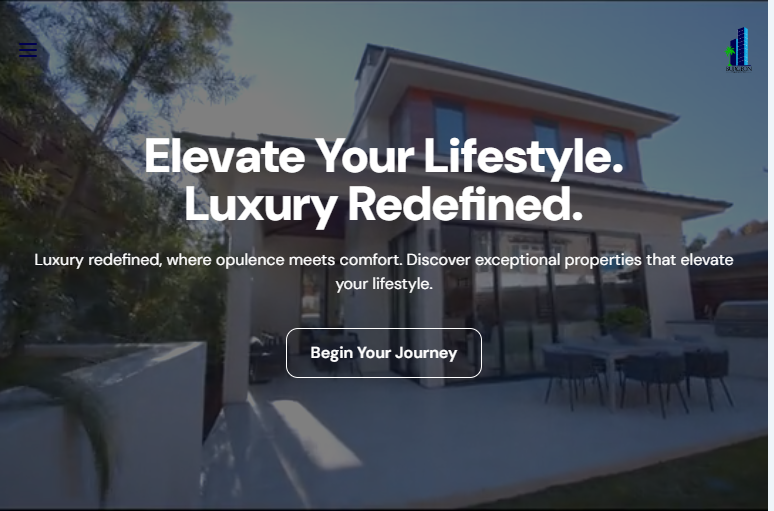 Elevate Your Lifestyle.
Luxury Redefined.
Luxury redefined, where opulence meets comfort. Discover exceptional properties that elevate
your lifestyle.
Begin Your Journey